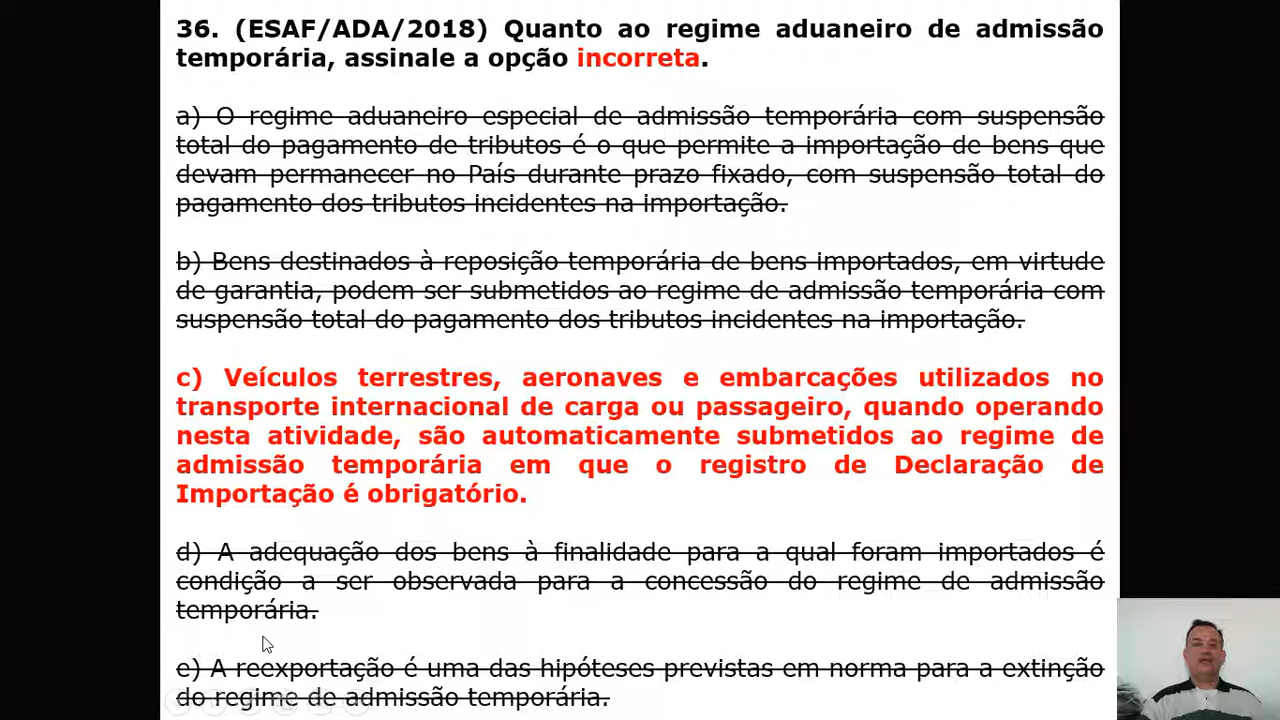 36. (ESAF/ADA/2018) Quanto ao regime aduaneiro de admissão
temporária, assinale a opção incorreta.
a) O regime aduaneiro especial de admissão temporária com suspensão
total do pagamento de tributos é o que permite a importação de bens que
devam permanecer no País durante prazo fixado, com suspensão total do
pagamento dos tributos incidentes na importação.
b) Bens destinados à reposição temporária de bens importados, em virtude
de garantia, podem ser submetidos ao regime de admissão temporária com
suspensão total do pagamento dos tributos incidentes na importação.
c) Veículos terrestres, aeronaves e embarcações utilizados no
transporte internacional de carga ou passageiro, quando operando
nesta atividade, são automaticamente submetidos ao regime de
admissão temporária em que o registro de Declaração de
Importação é obrigatório.
d) A adequação dos bens à finalidade para a qual foram importados é
condição a ser observada para a concessão do regime de admissão
temporária.
e) A reexportação é uma das hipóteses previstas em norma para a extinção
do regime de admissão temporária.